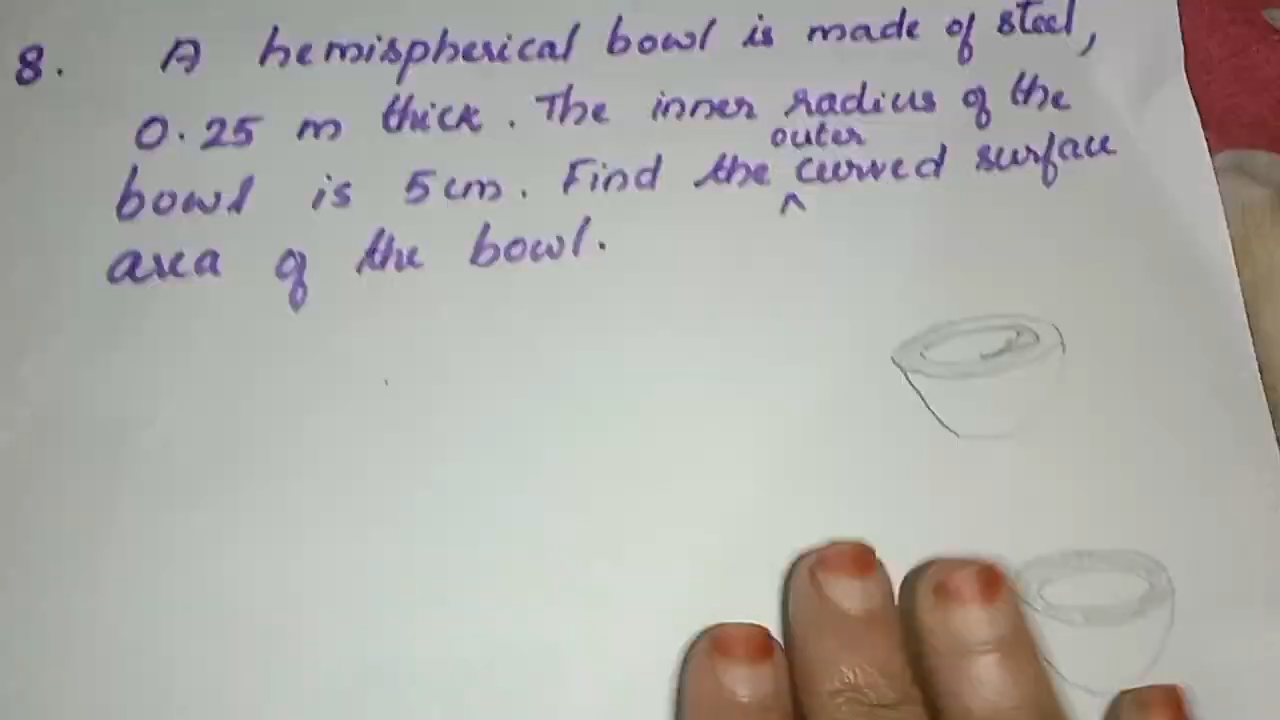 8. A hemispherical bowl is made of steel,
0.25 m thick. The inner radius of the
outer
bowl is 5 cm. Find the ^ curved surface
area of the bowl.